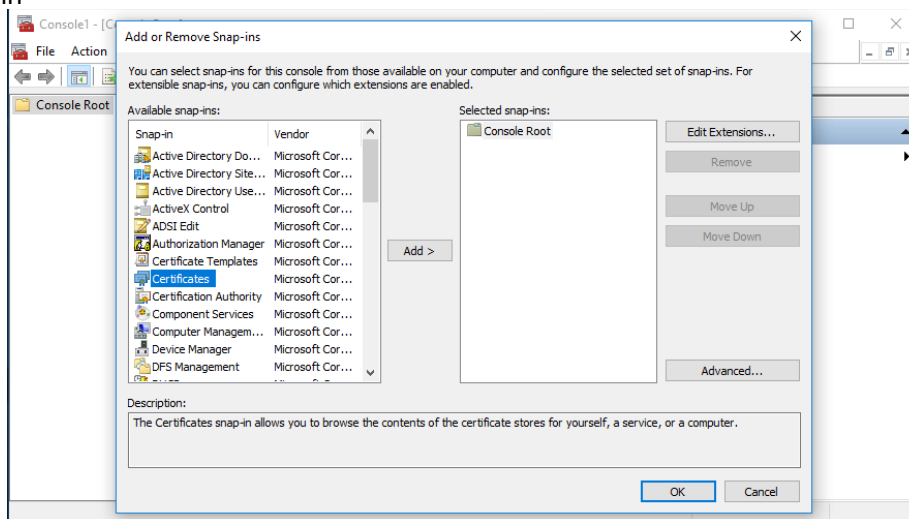 in
Console1 - [C
Add or Remove Snap-ins
File Action
You can select snap-ins for this console from those available on your computer and configure the selected set of snap-ins. For
extensible snap-ins, you can configure which extensions are enabled.
Console Root
Available snap-ins:
Selected snap-ins:
Snap-in Vendor
Console Root
Edit Extensions...
Active Directory Do... Microsoft Cor...
Remove
Active Directory Site... Microsoft Cor...
Active Directory Use... Microsoft Cor...
ActiveX Control Microsoft Cor...
Move Up
ADSI Edit Microsoft Cor...
Move Down
Authorization Manager Microsoft Cor...
Add >
Certificate Templates Microsoft Cor...
Certificates Microsoft Cor...
Certification Authority Microsoft Cor...
Component Services Microsoft Cor...
Computer Managem... Microsoft Cor...
Device Manager Microsoft Cor...
DFS Management Microsoft Cor...
Advanced...
Description:
The Certificates snap-in allows you to browse the contents of the certificate stores for yourself, a service, or a computer.
OK Cancel